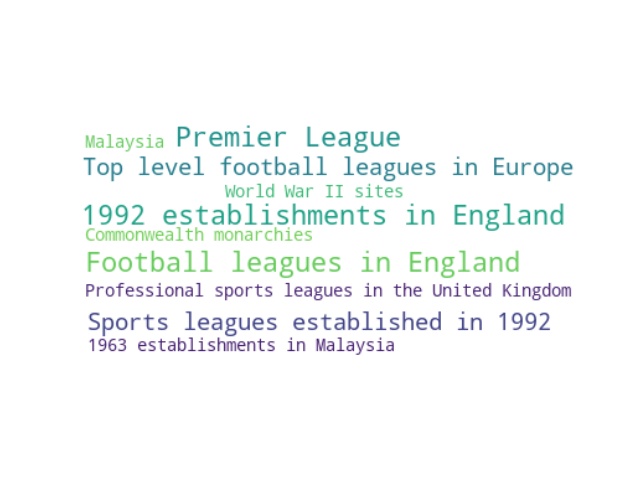 Malaysia Premier League
Top level football leagues in Europe
World War II sites
1992 establishments in England
Commonwealth monarchies
Football leagues in England
Professional sports leagues in the United Kingdom
Sports leagues established in 1992
1963 establishments in Malaysia